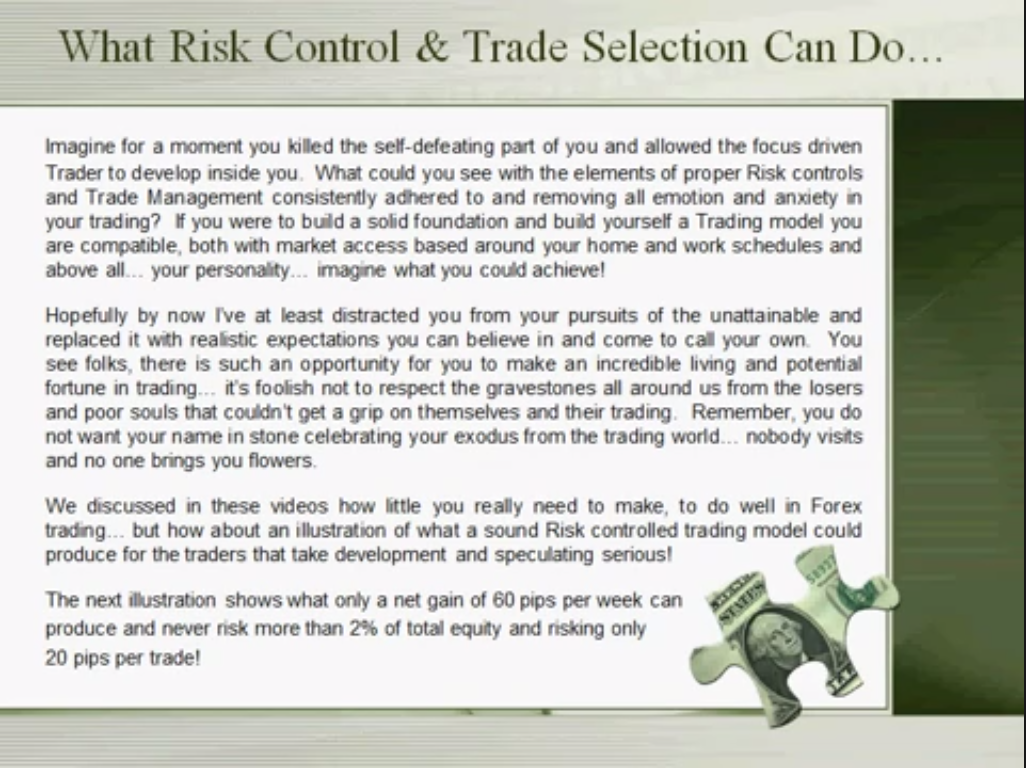 What Risk Control & Trade Selection Can Do...
Imagine for a moment you killed the self-defeating part of you and allowed the focus driven
Trader to develop inside you. What could you see with the elements of proper Risk controls
and Trade Management consistently adhered to and removing all emotion and anxiety in
your trading? If you were to build a solid foundation and build yourself a Trading model you
are compatible, both with market access based around your home and work schedules and
above all... your personality... imagine what you could achieve!
Hopefully by now I've at least distracted you from your pursuits of the unattainable and
replaced it with realistic expectations you can believe in and come to call your own. You
see folks, there is such an opportunity for you to make an incredible living and potential
fortune in trading... it's foolish not to respect the gravestones all around us from the losers
and poor souls that couldn't get a grip on themselves and their trading. Remember, you do
not want your name in stone celebrating your exodus from the trading world... nobody visits
and no one brings you flowers.
We discussed in these videos how little you really need to make, to do well in Forex
trading... but how about an illustration of what a sound Risk controlled trading model could
produce for the traders that take development and speculating serious!
The next illustration shows what only a net gain of 60 pips per week can
produce and never risk more than 2% of total equity and risking only
20 pips per trade!
STATES